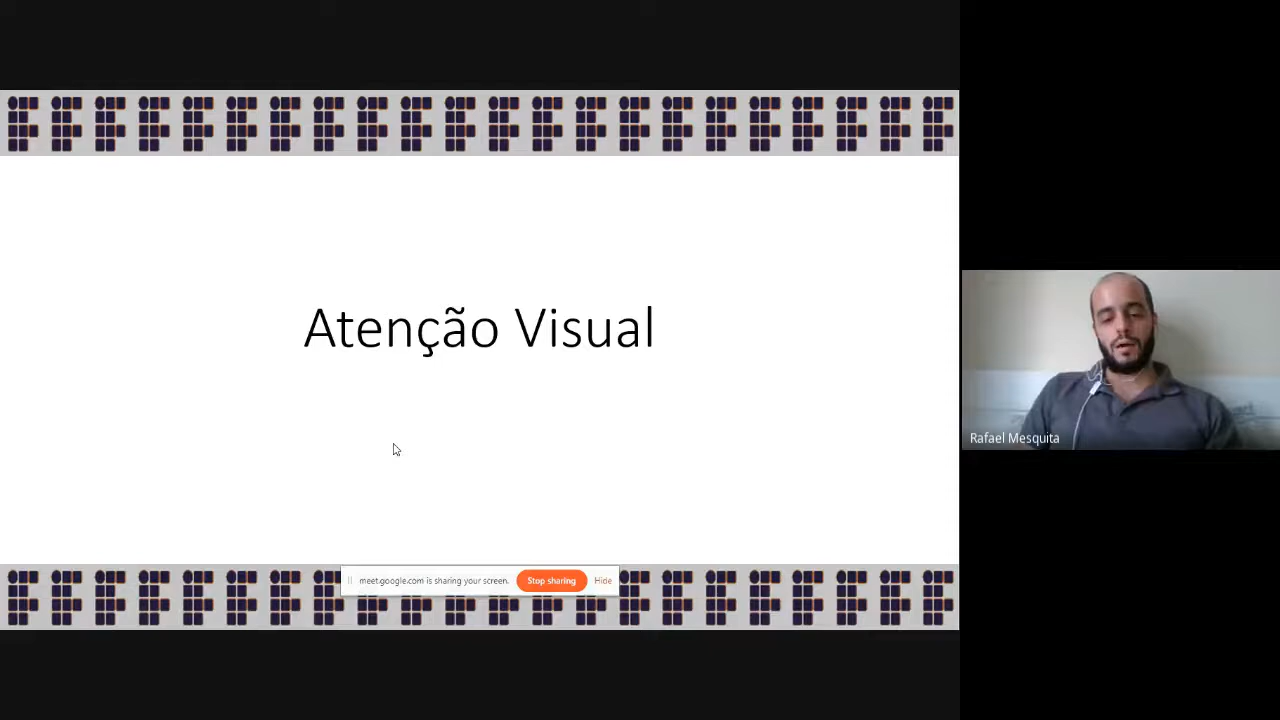 Atenção Visual
Rafael Mesquita
meet.google.com is sharing your screen. Stop sharing Hide